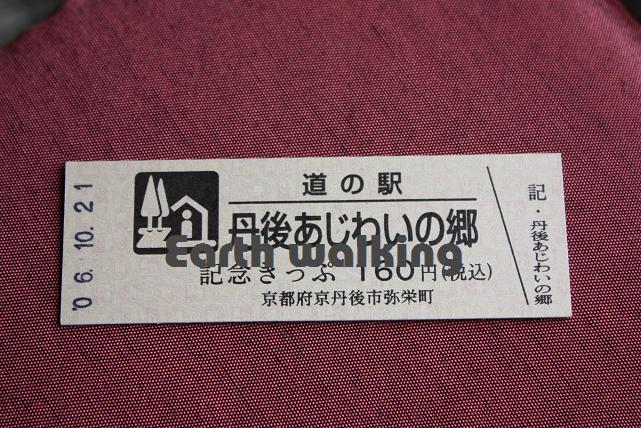 '06.10.21
道の駅
丹後あじわいの郷
Earth walking
記念きっぷ 160円(税込)
京都府京丹後市弥栄町
記・丹後あじわいの郷